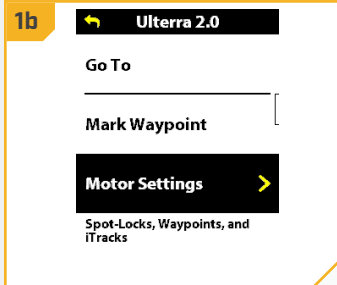 1b
Ulterra 2.0
Go To
Mark Waypoint
Motor Settings
Spot-Locks, Waypoints, and
iTracks